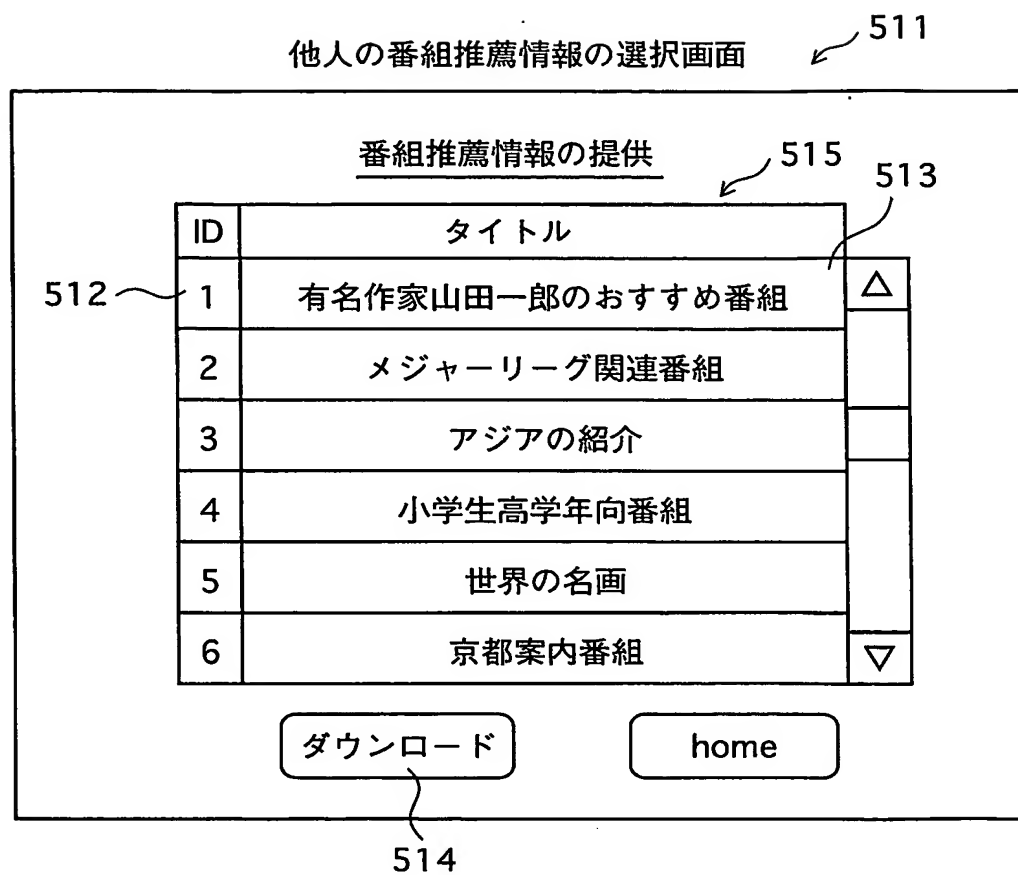 他人の番組推薦情報の選択画面
511
番組推薦情報の提供
515
513
ID タイトル
512
1 有名作家山田一郎のおすすめ番組
2 メジャーリーグ関連番組
3 アジアの紹介
4 小学生高学年向番組
5 世界の名画
6 京都案内番組
ダウンロード home
514